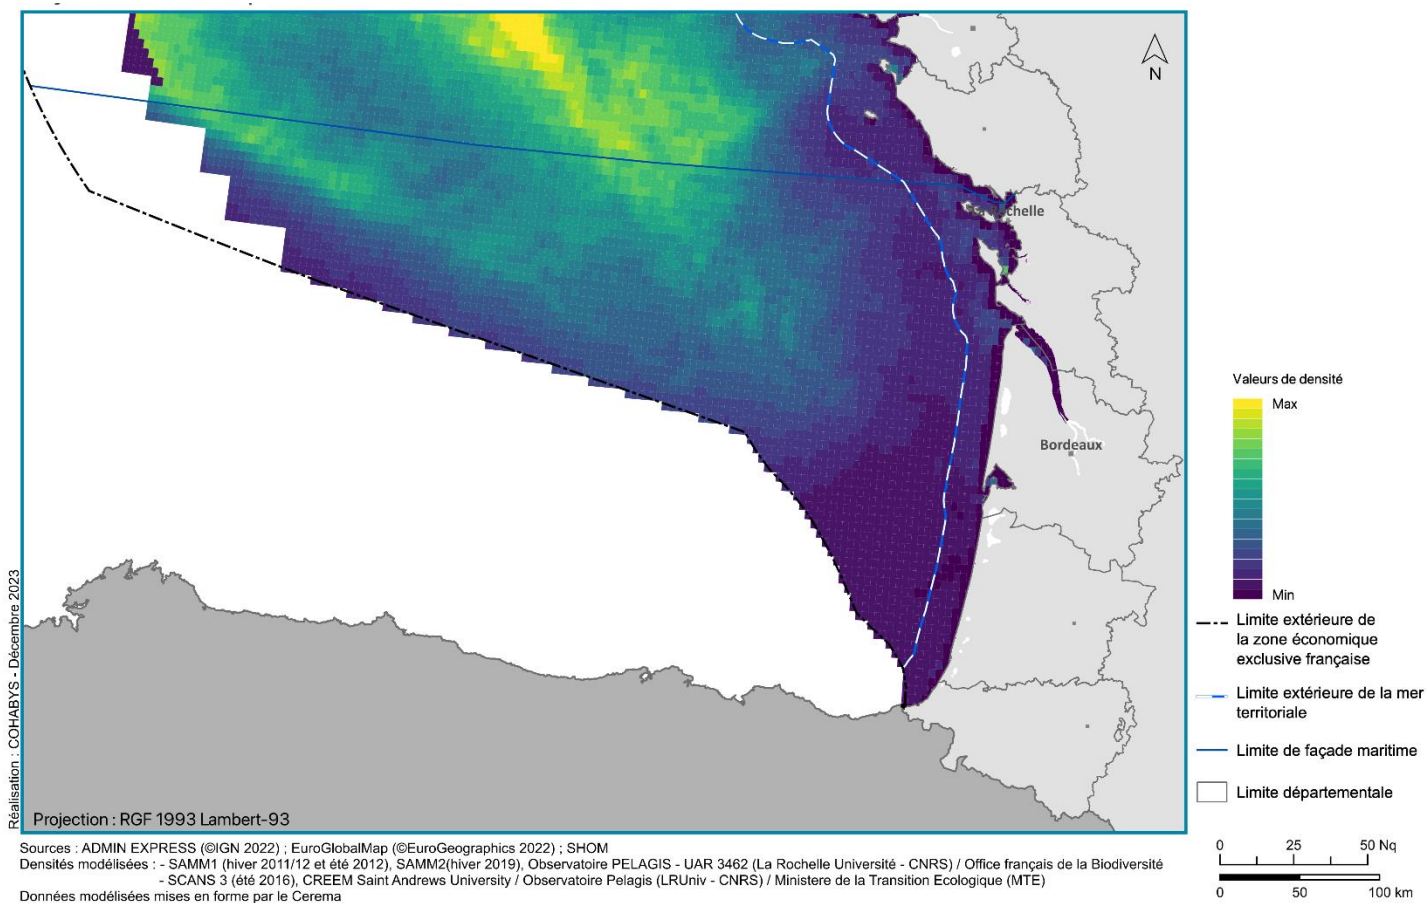 N
La Rochelle
Bordeaux
Valeurs de densité
Max
Min
Limite extérieure de
la zone économique
exclusive française
Limite extérieure de la mer
territoriale
Limite de façade maritime
Limite départementale
0 25 50 Nq
0 50 100 km
Réalisation : COHABYS - Décembre 2023
Projection : RGF 1993 Lambert-93
Sources : ADMIN EXPRESS (©IGN 2022) ; EuroGlobalMap (©EuroGeographics 2022) ; SHOM
Densités modélisées : - SAMM1 (hiver 2011/12 et été 2012), SAMM2(hiver 2019), Observatoire PELAGIS - UAR 3462 (La Rochelle Université - CNRS) / Office français de la Biodiversité
- SCANS 3 (été 2016), CREEM Saint Andrews University / Observatoire Pelagis (LRUniv - CNRS) / Ministere de la Transition Ecologique (MTE)
Données modélisées mises en forme par le Cerema